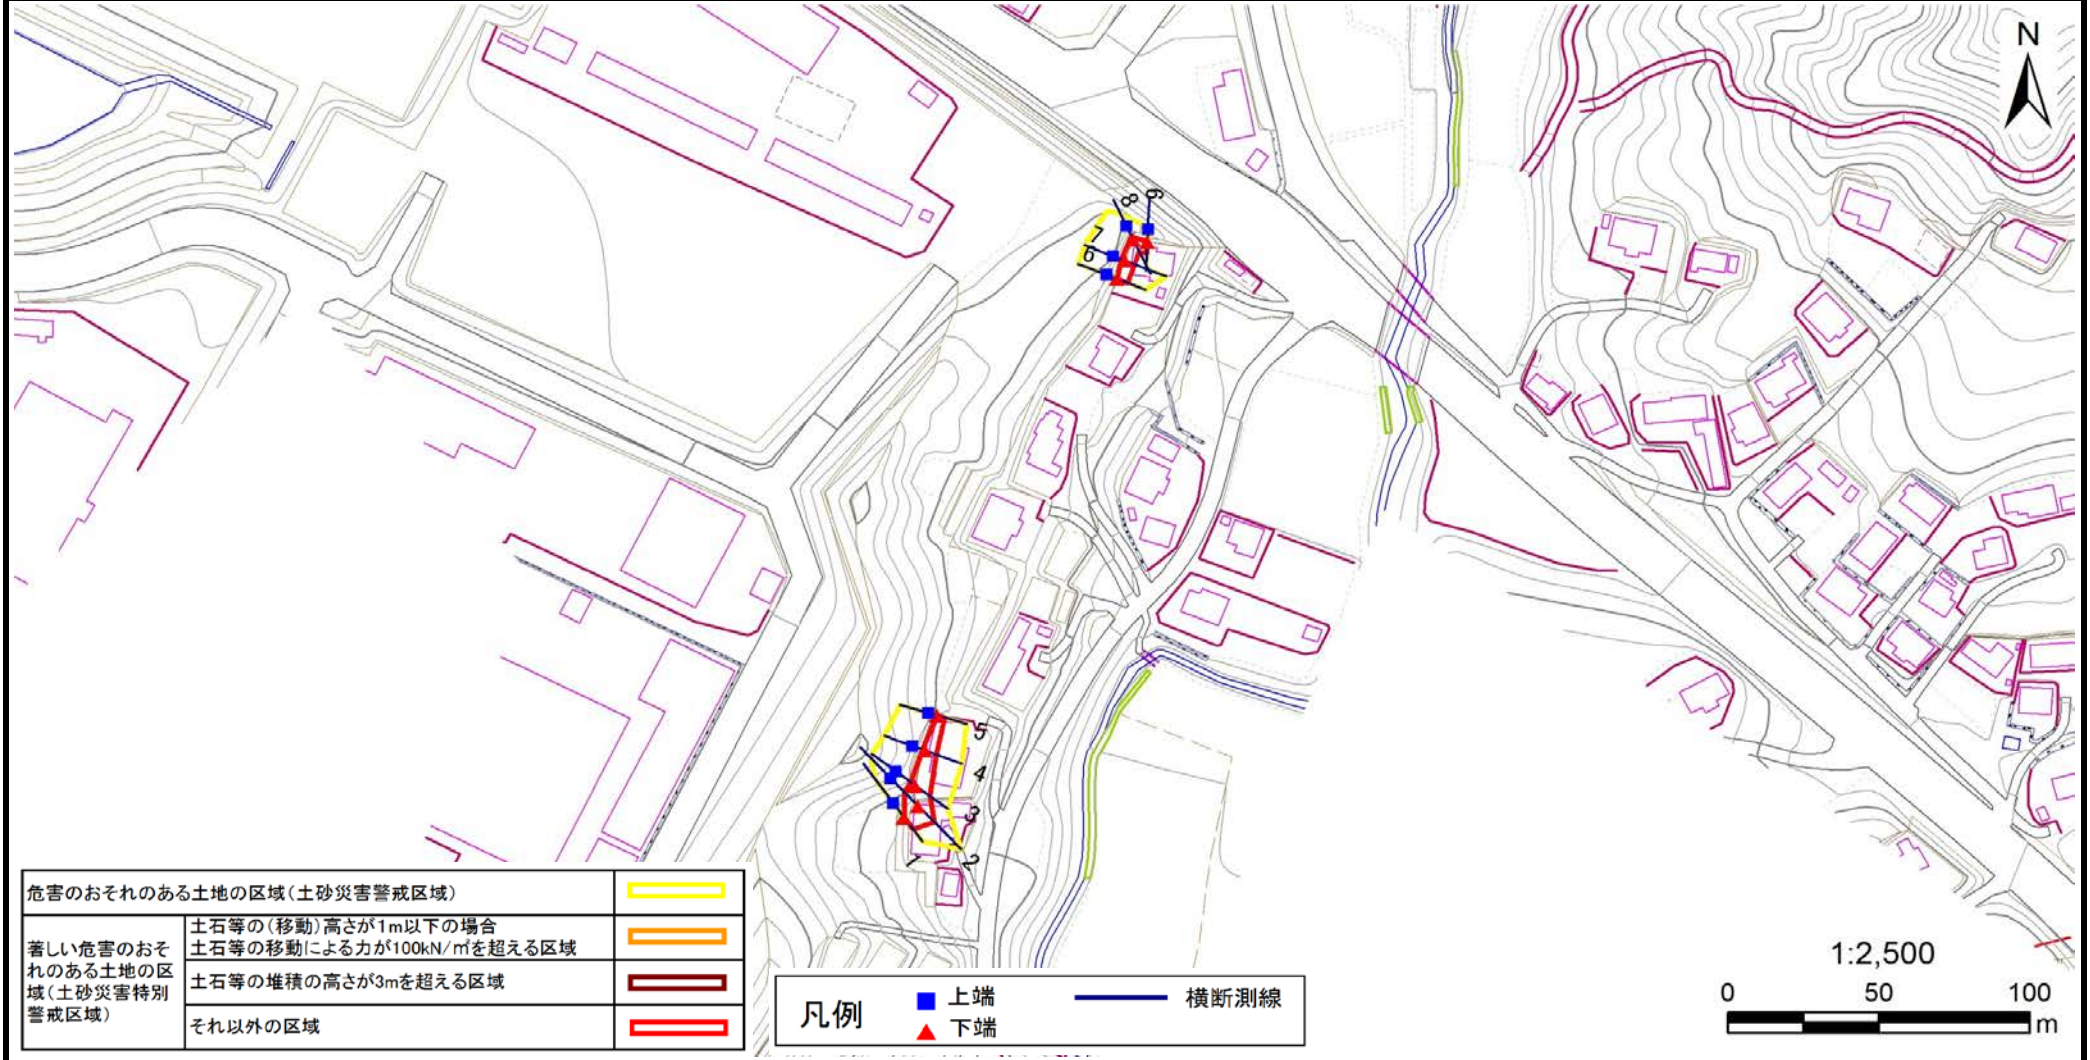 N
8
9
7
6
5
4
3
2
1
危害のおそれのある土地の区域(土砂災害警戒区域)
著しい危害のおそ
れのある土地の区
域(土砂災害特別
警戒区域)
土石等の(移動)高さが1m以下の場合
土石等の移動による力が100kN/㎡を超える区域
土石等の堆積の高さが3mを超える区域
それ以外の区域
凡例
上端
下端
横断測線
1:2,500
0 50 100
m